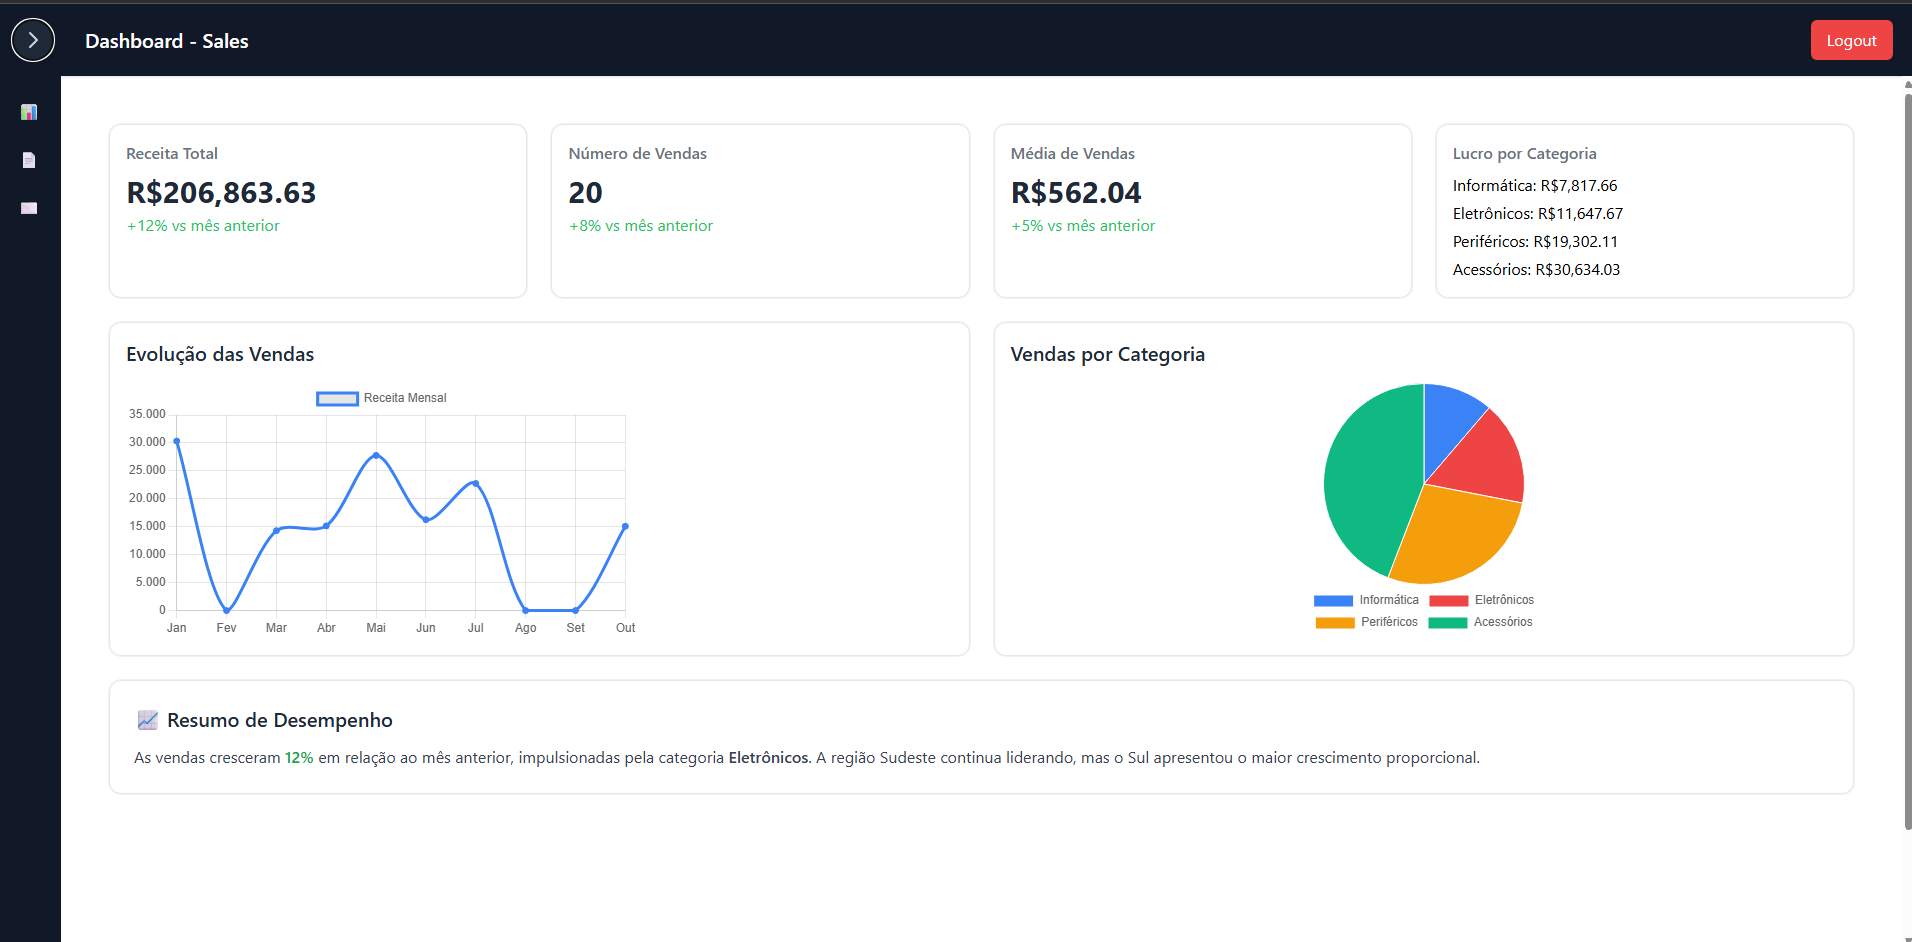 Dashboard - Sales
Logout
Receita Total
R$206,863.63
+12% vs mês anterior
Número de Vendas
20
+8% vs mês anterior
Média de Vendas
R$562.04
+5% vs mês anterior
Lucro por Categoria
Informática: R$7,817.66
Eletrônicos: R$11,647.67
Periféricos: R$19,302.11
Acessórios: R$30,634.03
Evolução das Vendas
Receita Mensal
35.000
30.000
25.000
20.000
15.000
10.000
5.000
0
Jan Fev Mar Abr Mai Jun Jul Ago Set Out
Vendas por Categoria
Informática Eletrônicos
Periféricos Acessórios
Resumo de Desempenho
As vendas cresceram 12% em relação ao mês anterior, impulsionadas pela categoria Eletrônicos. A região Sudeste continua liderando, mas o Sul apresentou o maior crescimento proporcional.